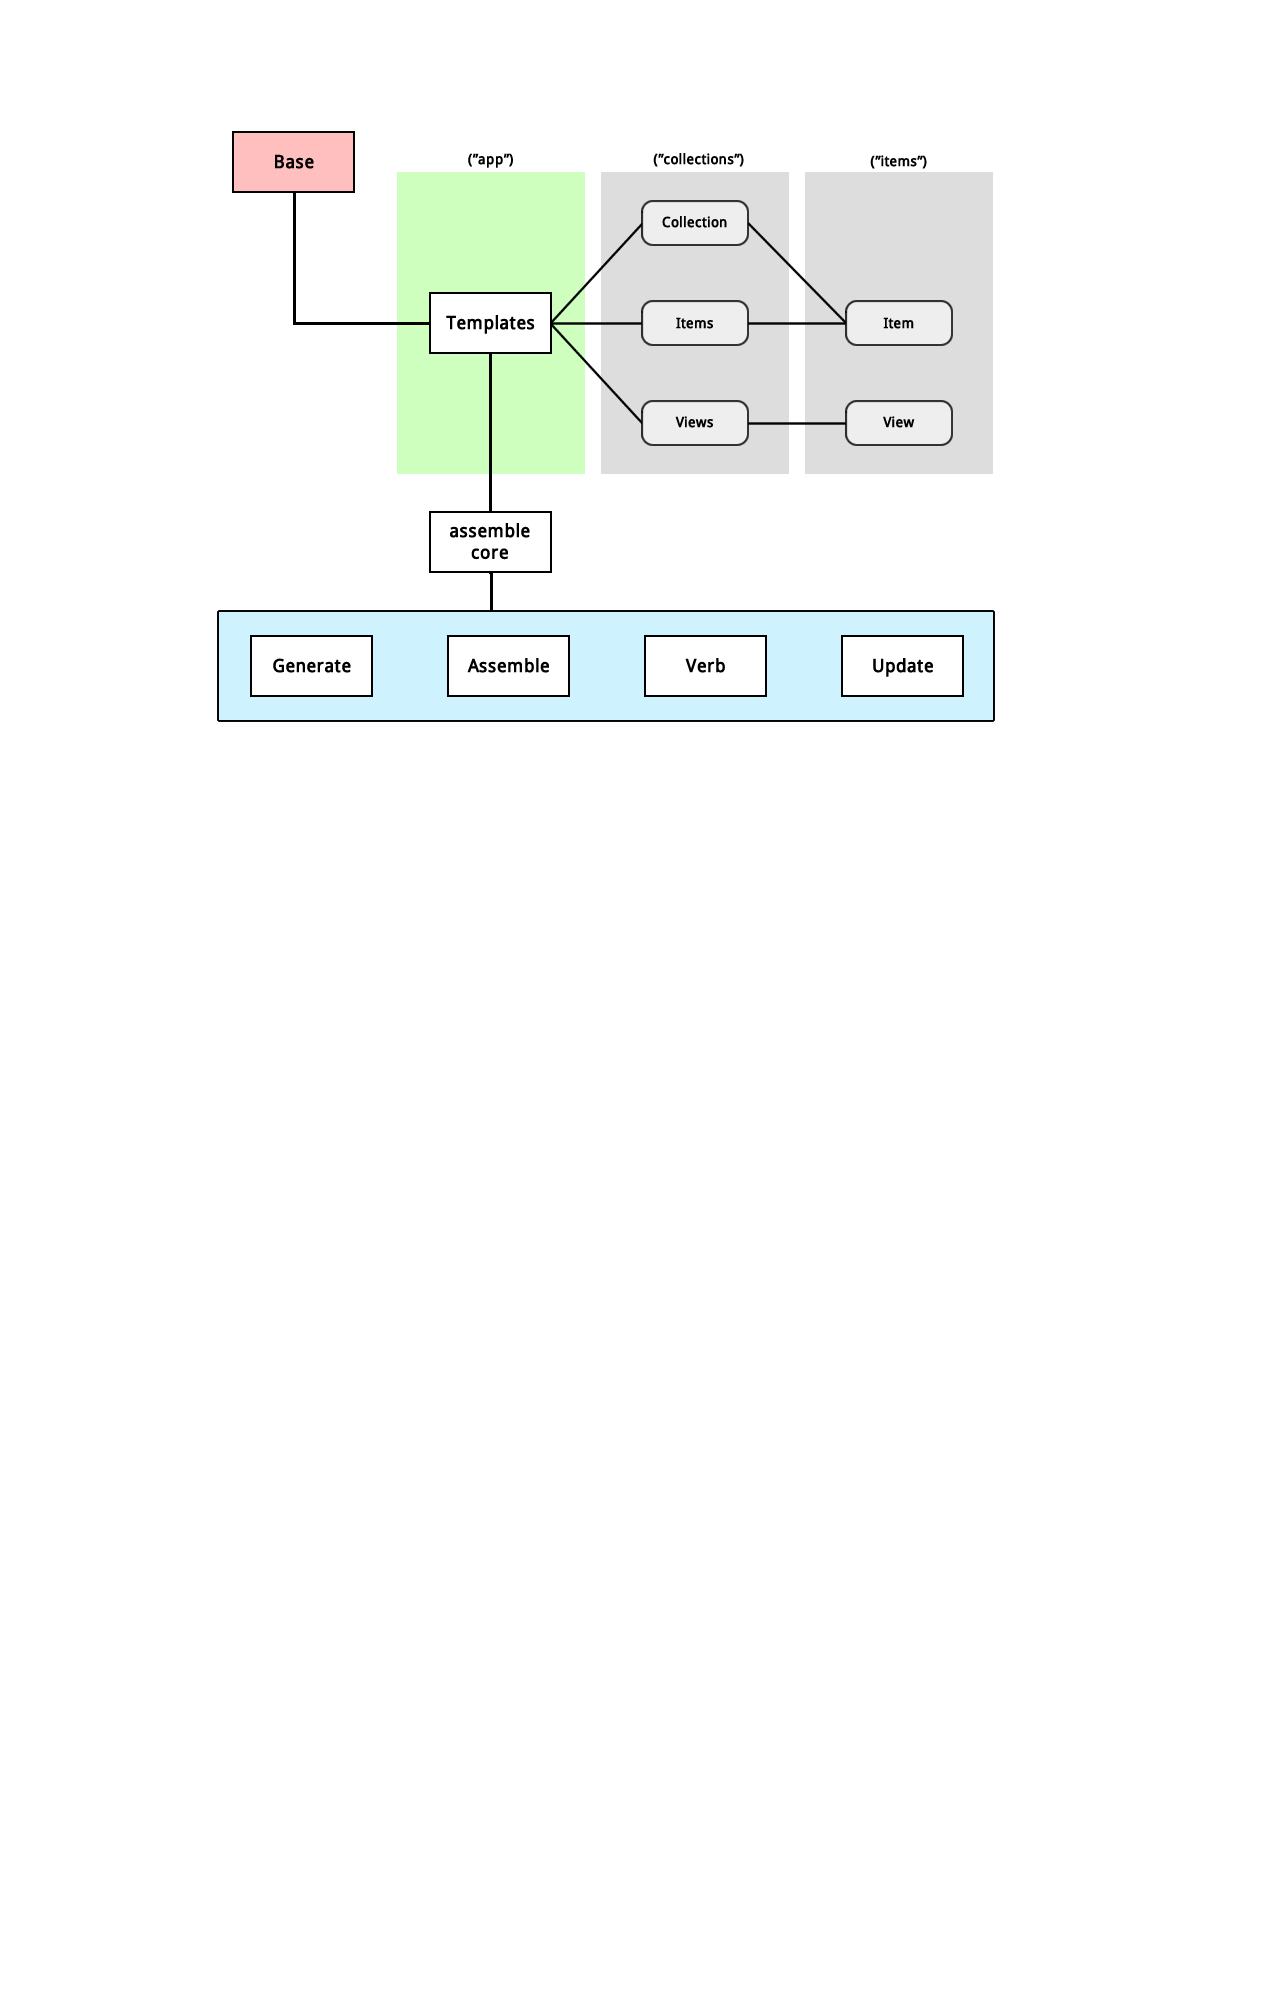 Base
(”app”)
(”collections”)
(”items”)
Collection
Templates
Items
Item
Views
View
assemble
core
Generate
Assemble
Verb
Update